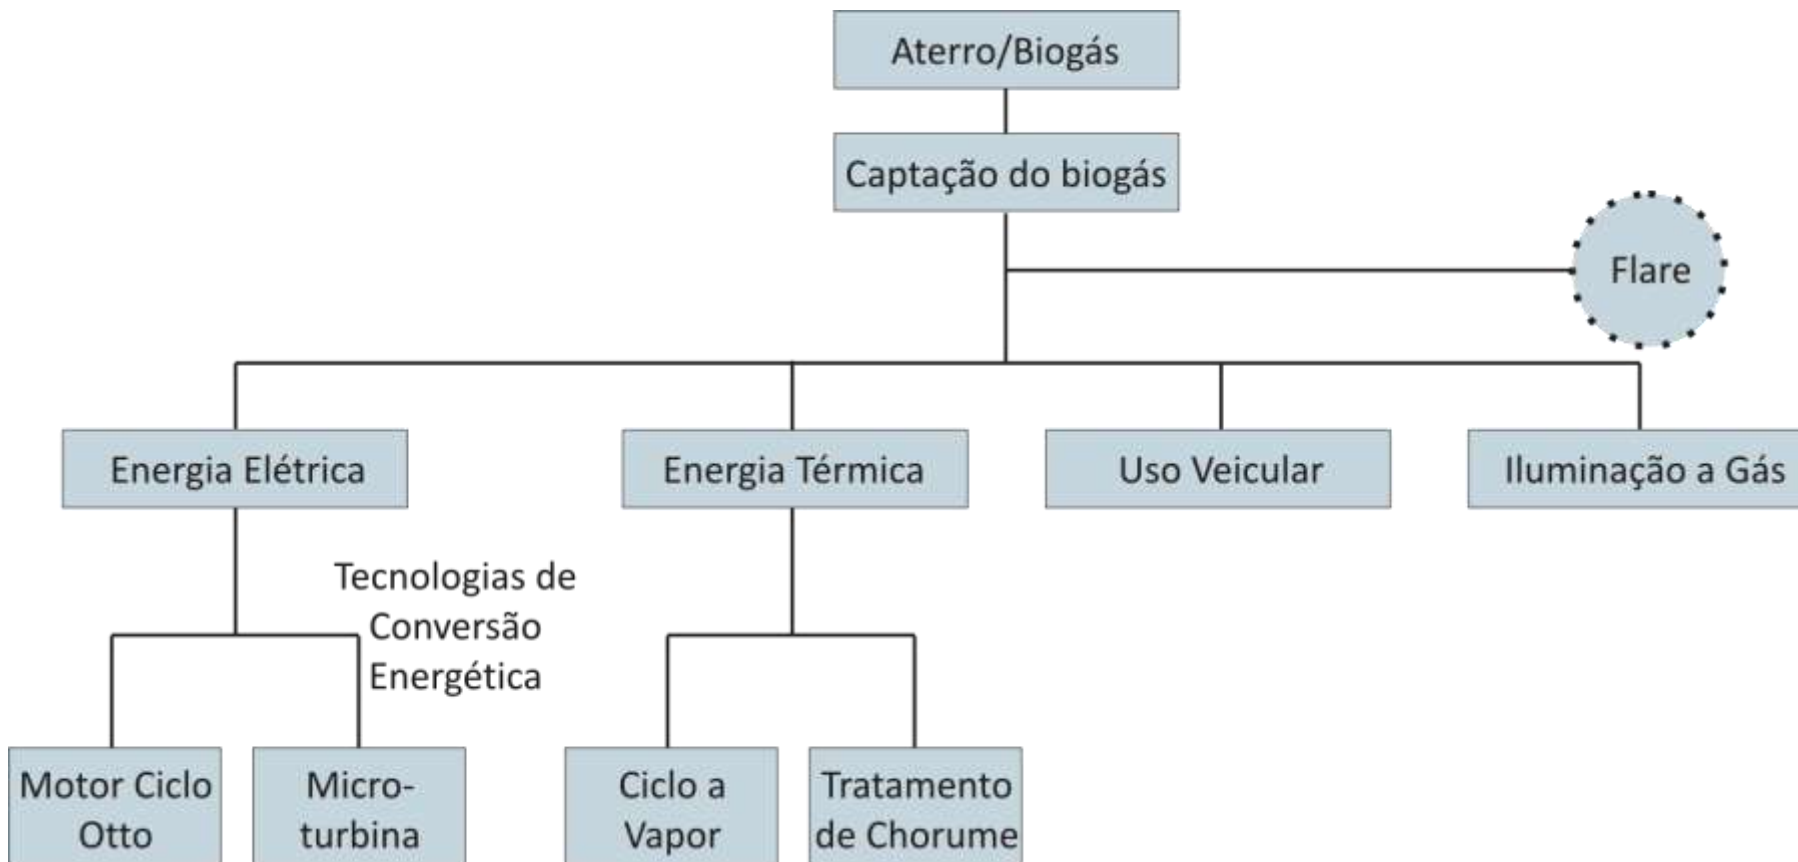 Aterro/Biogás
Captação do biogás
Flare
Energia Elétrica
Energia Térmica
Uso Veicular
Iluminação a Gás
Tecnologias de
Conversão
Energética
Motor Ciclo
Otto
Micro-
turbina
Ciclo a
Vapor
Tratamento
de Chorume